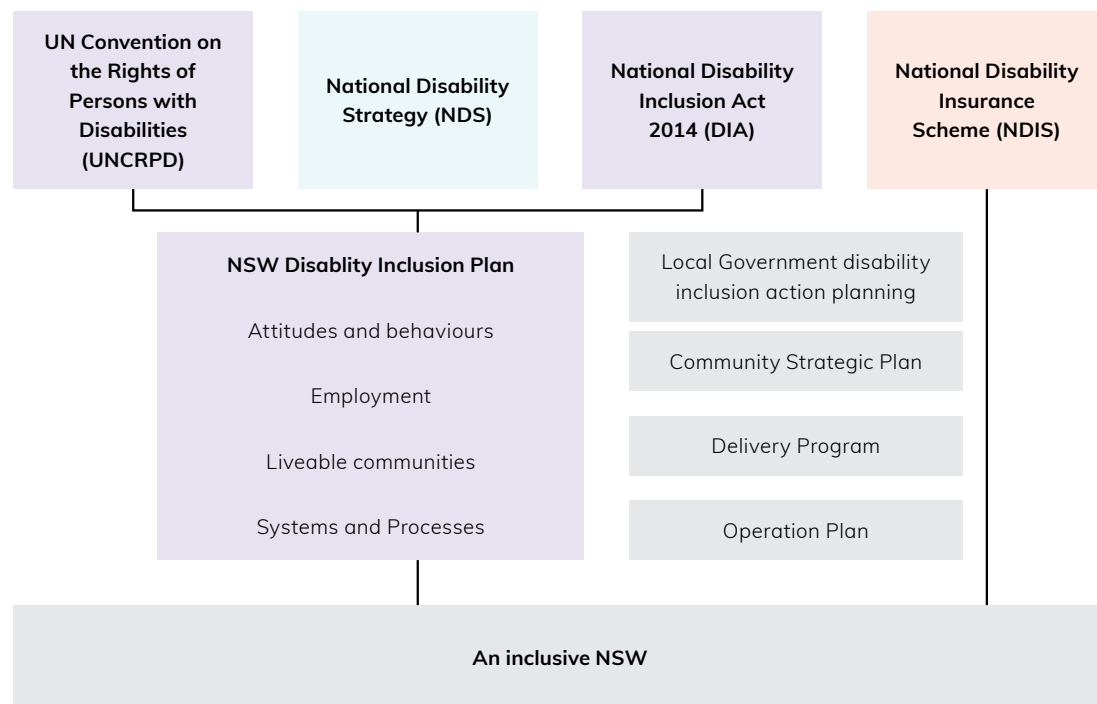 UN Convention on
the Rights of
Persons with
Disabilities
(UNCRPD)
National Disability
Strategy (NDS)
National Disability
Inclusion Act
2014 (DIA)
National Disability
Insurance
Scheme (NDIS)
NSW Disablity Inclusion Plan
Attitudes and behaviours
Employment
Liveable communities
Systems and Processes
Local Government disability
inclusion action planning
Community Strategic Plan
Delivery Program
Operation Plan
An inclusive NSW